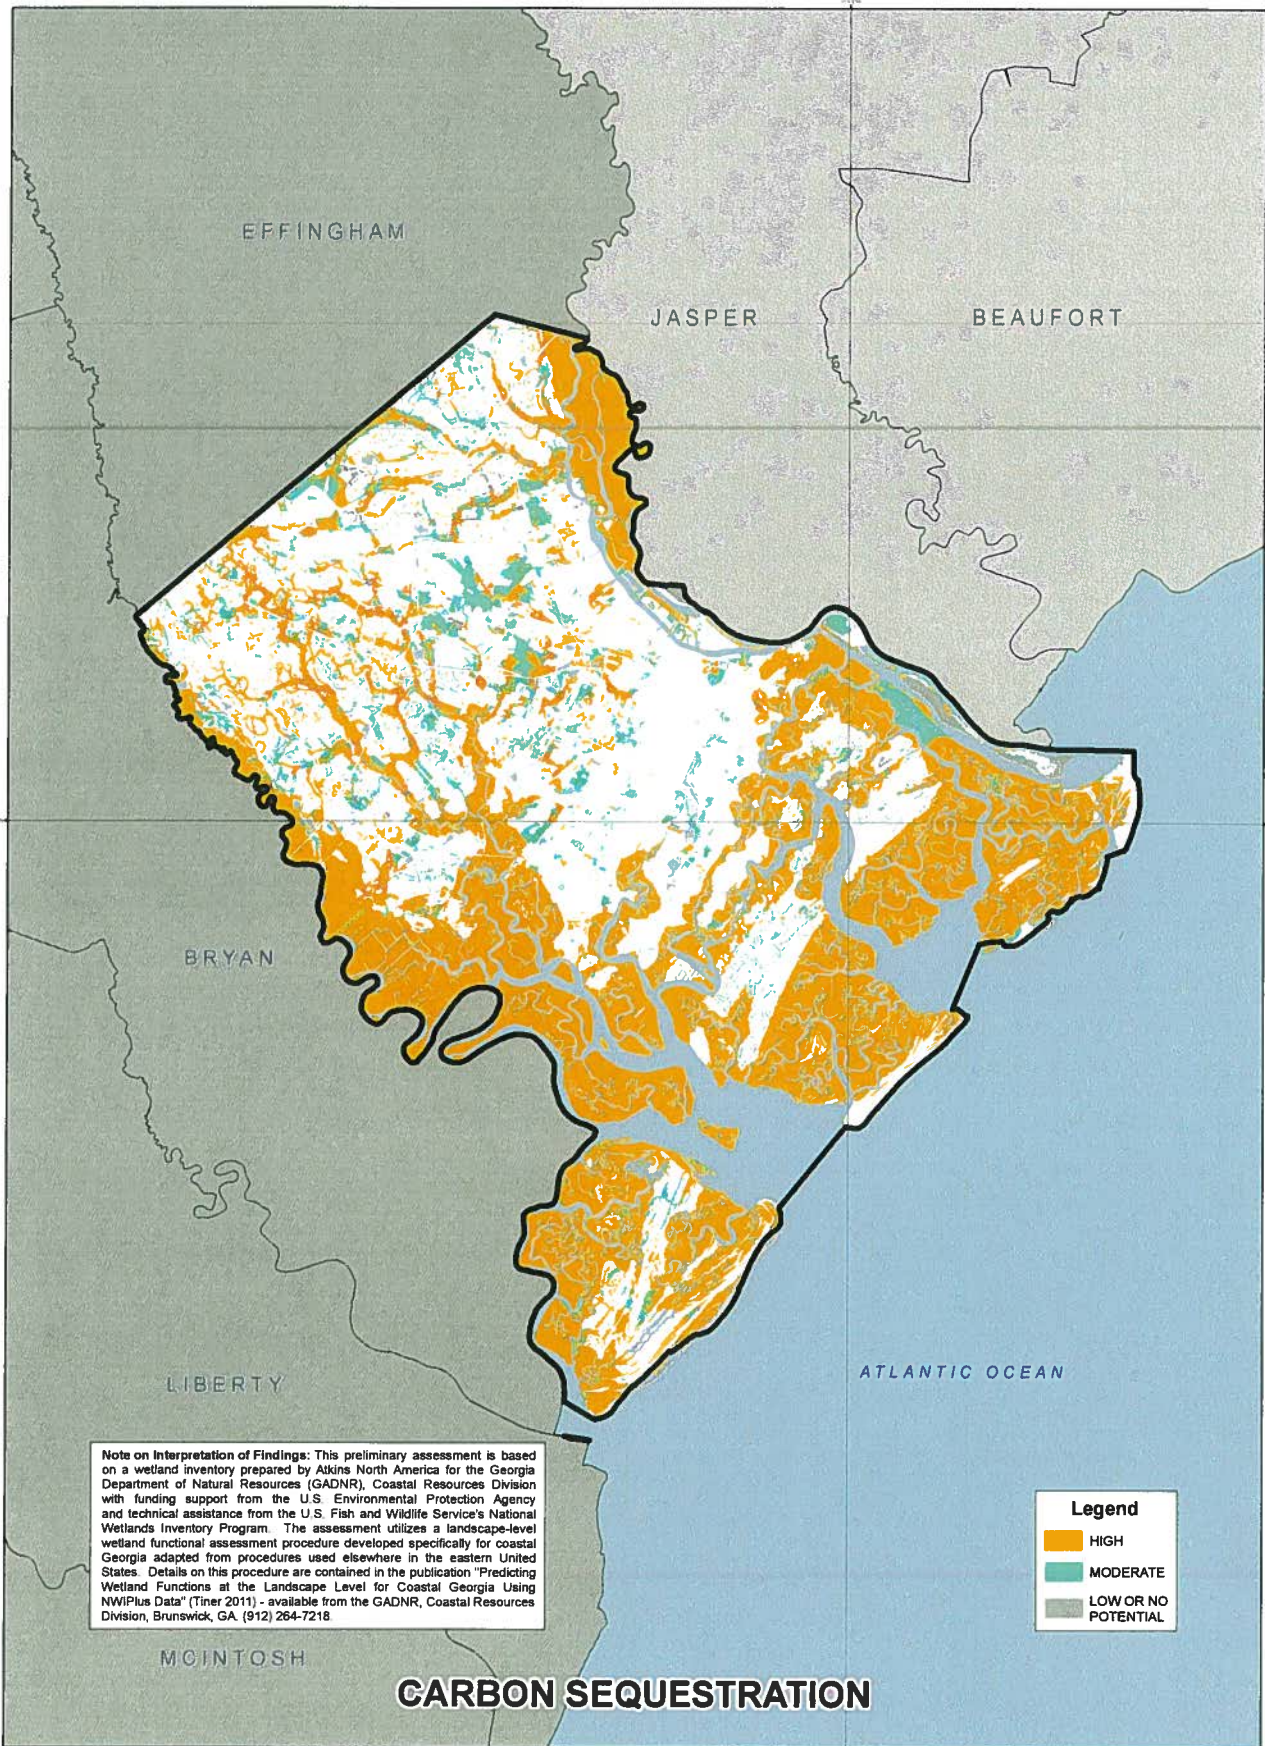 EFFINGHAM
JASPER
BEAUFORT
BRYAN
LIBERTY
ATLANTIC OCEAN
Note on Interpretation of Findings: This preliminary assessment is based
on a wetland inventory prepared by Atkins North America for the Georgia
Department of Natural Resources (GADNR), Coastal Resources Division
with funding support from the U.S. Environmental Protection Agency
and technical assistance from the U.S. Fish and Wildlife Service's National
Wetlands Inventory Program. The assessment utilizes a landscape-level
wetland functional assessment procedure developed specifically for coastal
Georgia adapted from procedures used elsewhere in the eastern United
States. Details on this procedure are contained in the publication "Predicting
Wetland Functions at the Landscape Level for Coastal Georgia Using
NWIPlus Data" (Tiner 2011) - available from the GADNR, Coastal Resources
Division, Brunswick, GA. (912) 264-7218.
Legend
HIGH
MODERATE
LOW OR NO
POTENTIAL
MCINTOSH
CARBON SEQUESTRATION